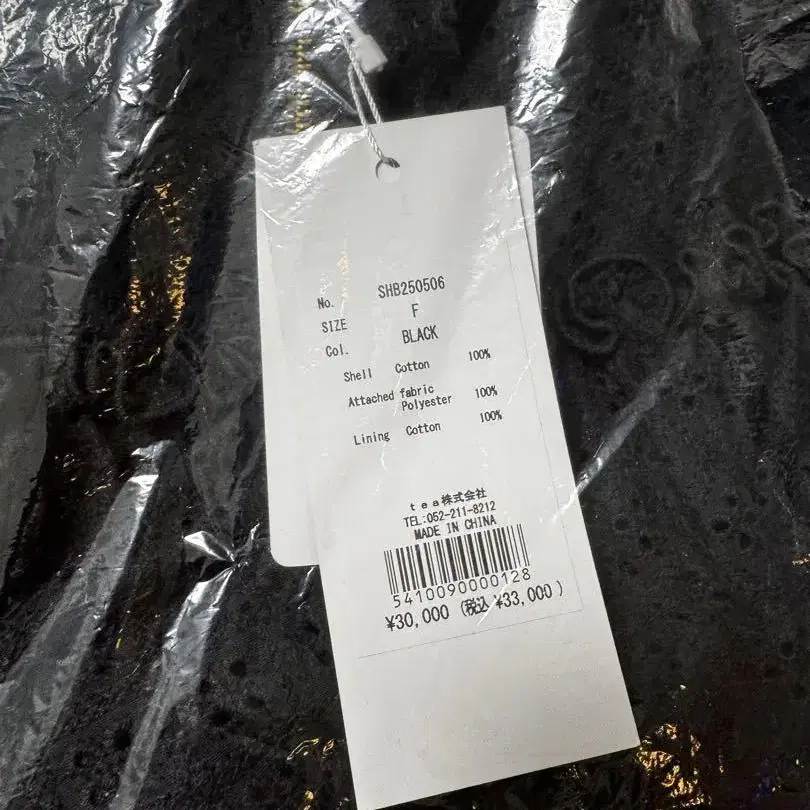 No. SHB250506
SIZE F
Col. BLACK
Shell Cotton 100%
Attached fabric
Polyester 100%
Lining Cotton 100%
tea株式会社
TEL:052-211-8212
MADE IN CHINA
5410090000128
¥30,000 (税込 ¥33,000)